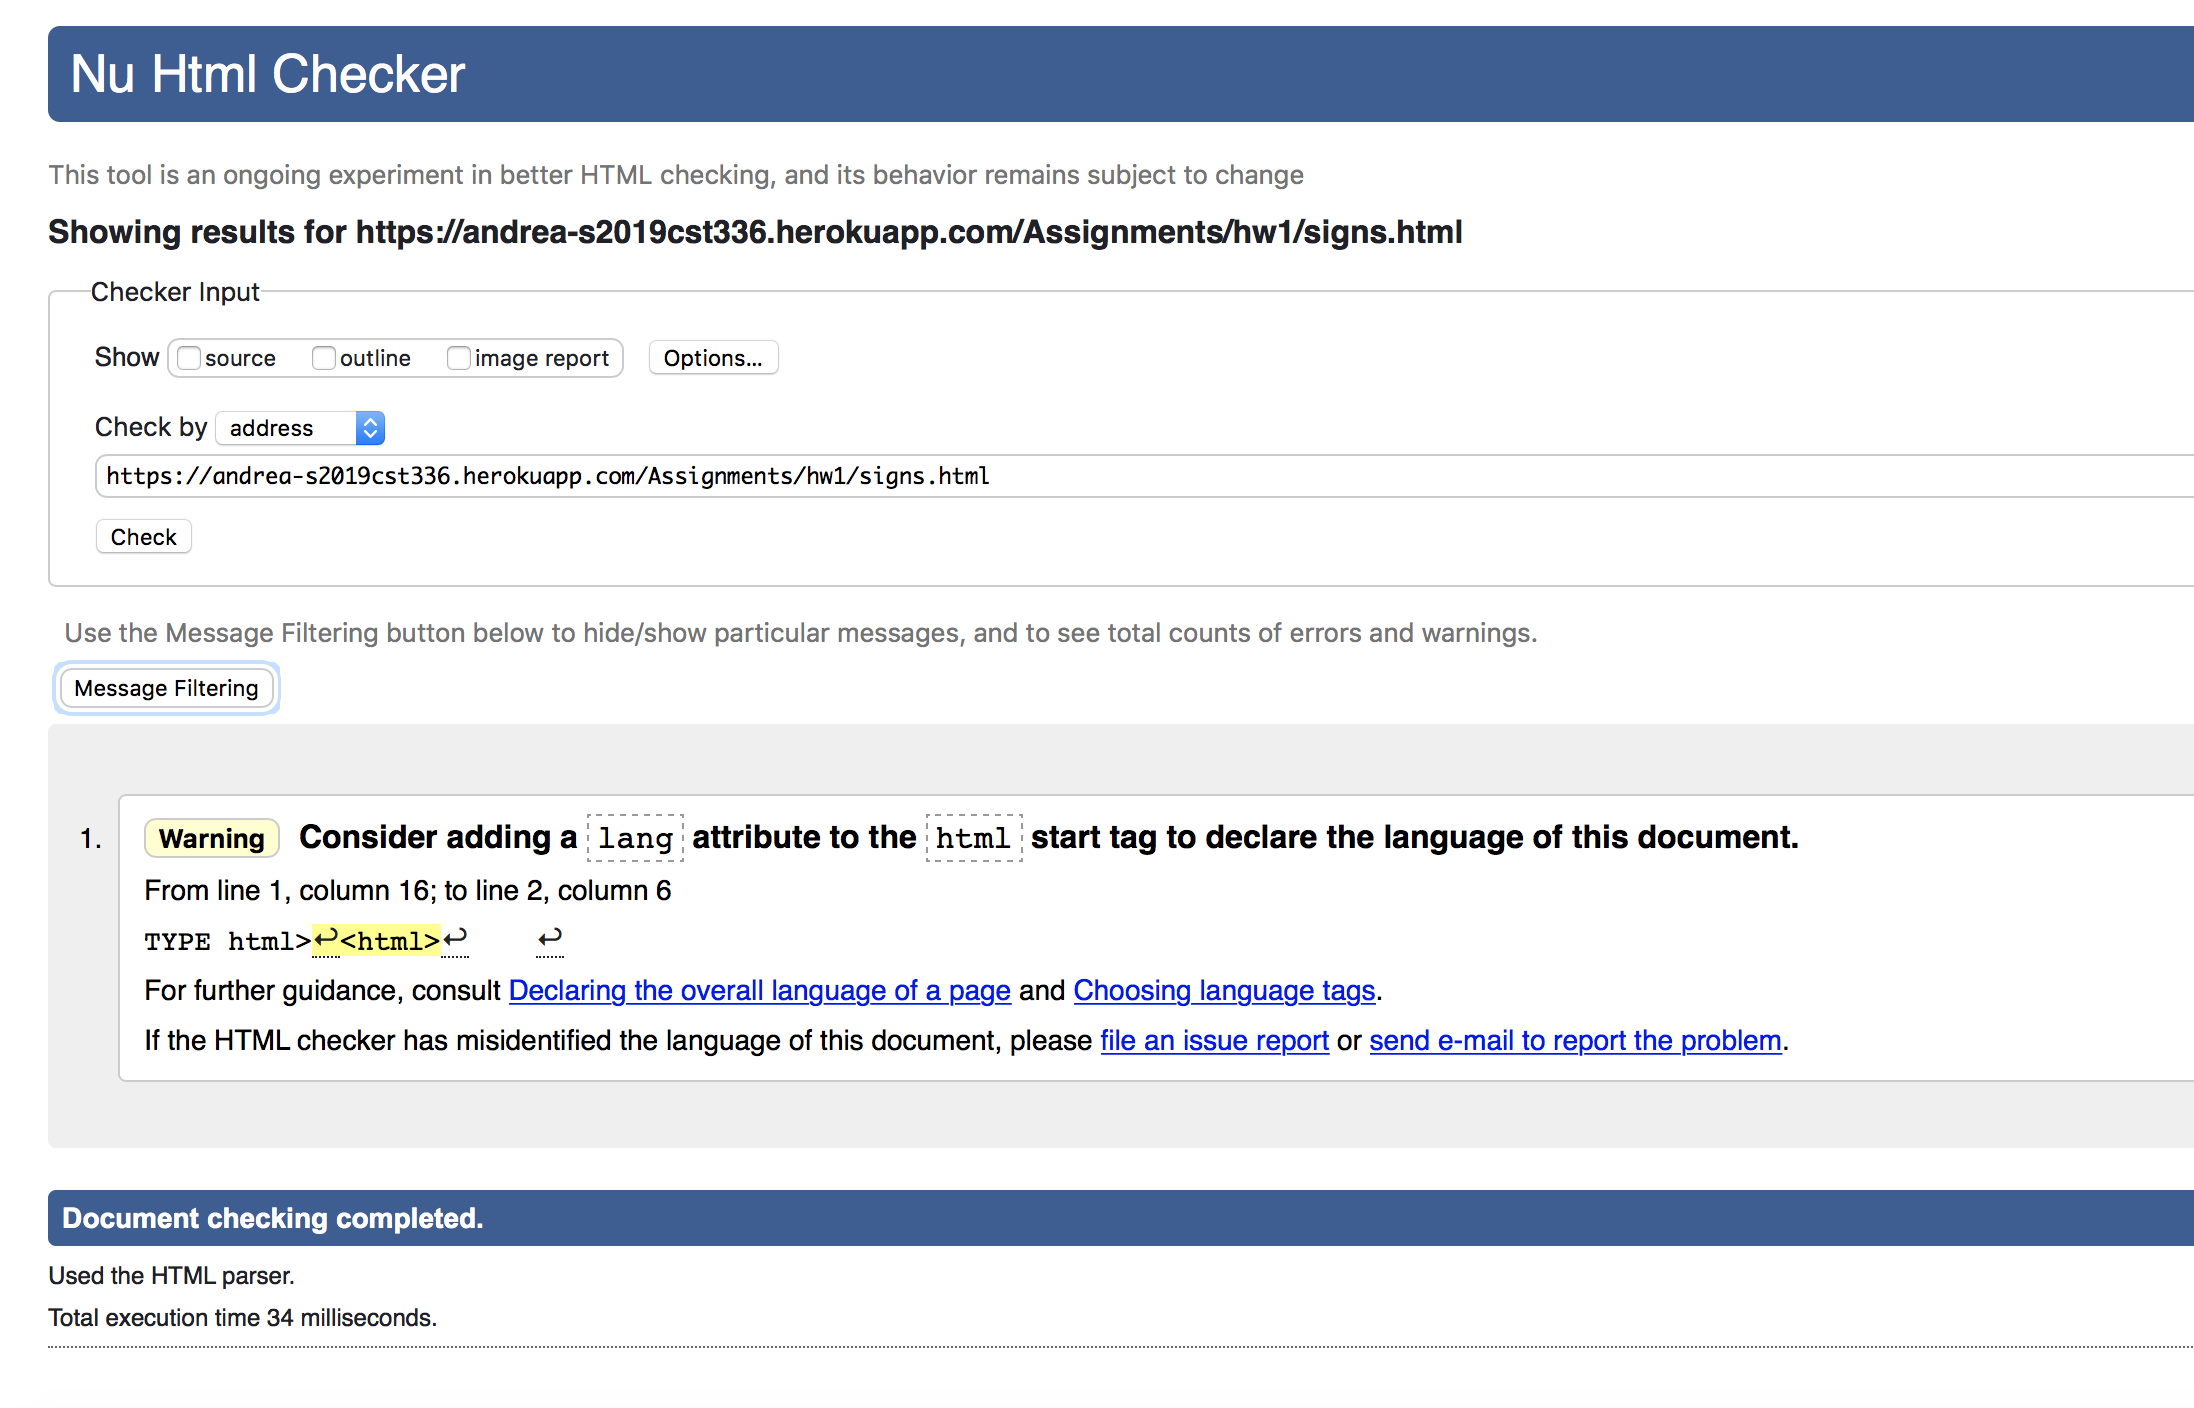 Nu Html Checker
This tool is an ongoing experiment in better HTML checking, and its behavior remains subject to change
Showing results for https://andrea-s2019cst336.herokuapp.com/Assignments/hw1/signs.html
Checker Input
Show source outline image report Options...
Check by address
https://andrea-s2019cst336.herokuapp.com/Assignments/hw1/signs.html
Check
Use the Message Filtering button below to hide/show particular messages, and to see total counts of errors and warnings.
Message Filtering
1. Warning Consider adding a lang attribute to the html start tag to declare the language of this document.
From line 1, column 16; to line 2, column 6
TYPE html>↩<html>↩ ↩
For further guidance, consult Declaring the overall language of a page and Choosing language tags.
If the HTML checker has misidentified the language of this document, please file an issue report or send e-mail to report the problem.
Document checking completed.
Used the HTML parser.
Total execution time 34 milliseconds.